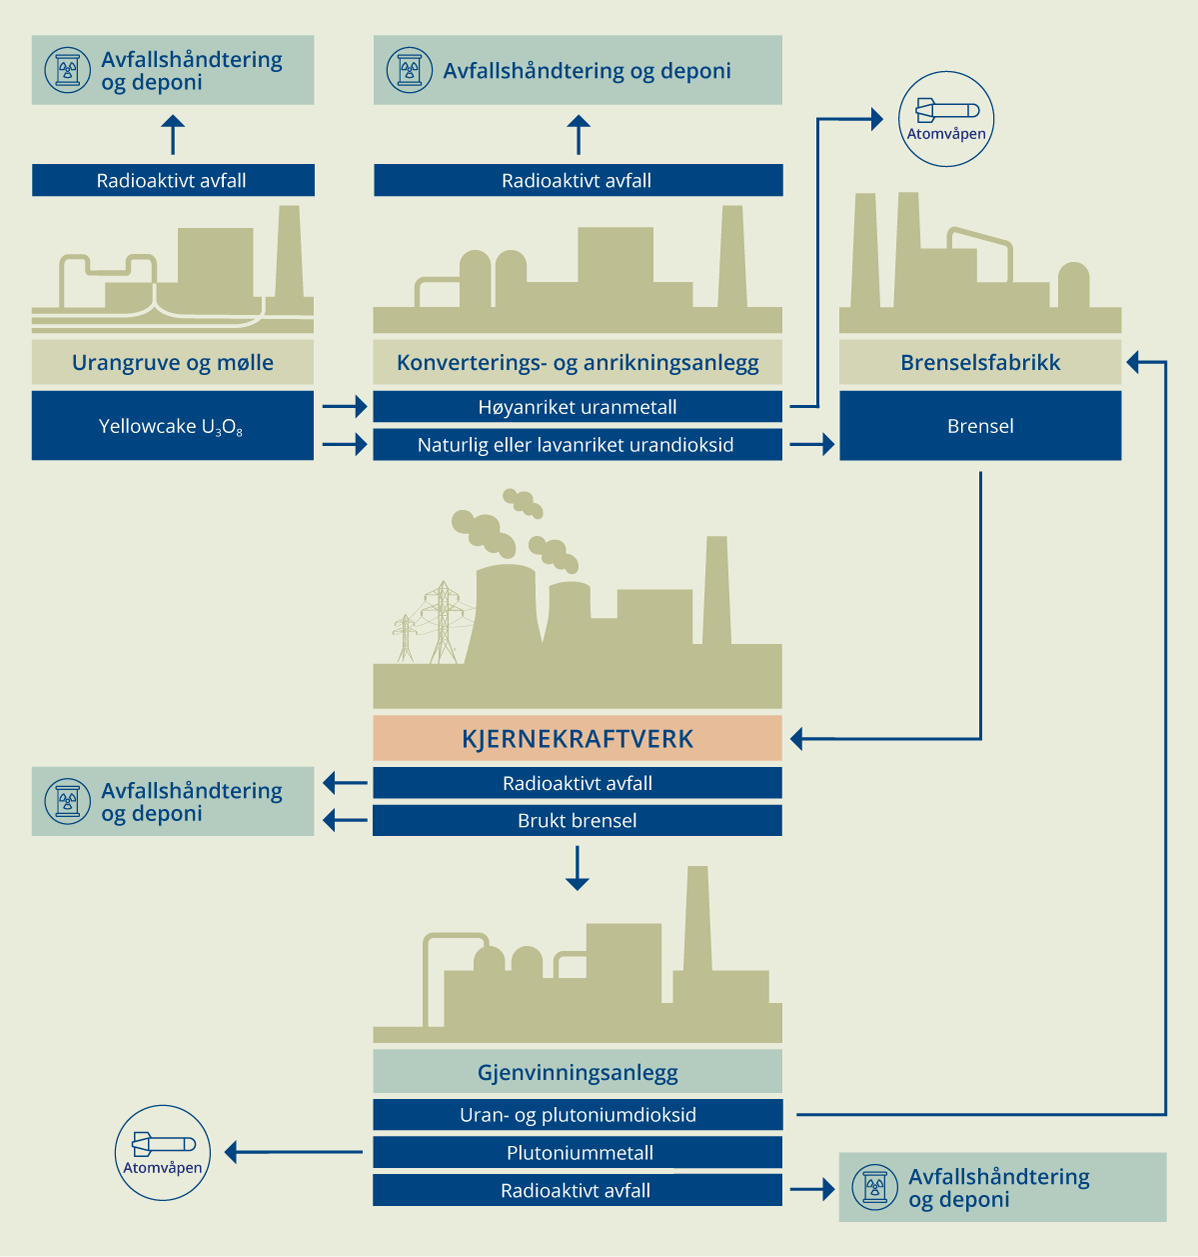 Avfallshåndtering
og deponi
Avfallshåndtering og deponi
Atomvåpen
Radioaktivt avfall
Radioaktivt avfall
Urangruve og mølle
Konverterings- og anrikningsanlegg
Brenselsfabrikk
Yellowcake U₃O₈
Høyanriket uranmetall
Naturlig eller lavanriket urandioksid
Brensel
KJERNEKRAFTVERK
Radioaktivt avfall
Brukt brensel
Avfallshåndtering
og deponi
Gjenvinningsanlegg
Uran- og plutoniumdioksid
Plutoniummetall
Radioaktivt avfall
Atomvåpen
Avfallshåndtering
og deponi